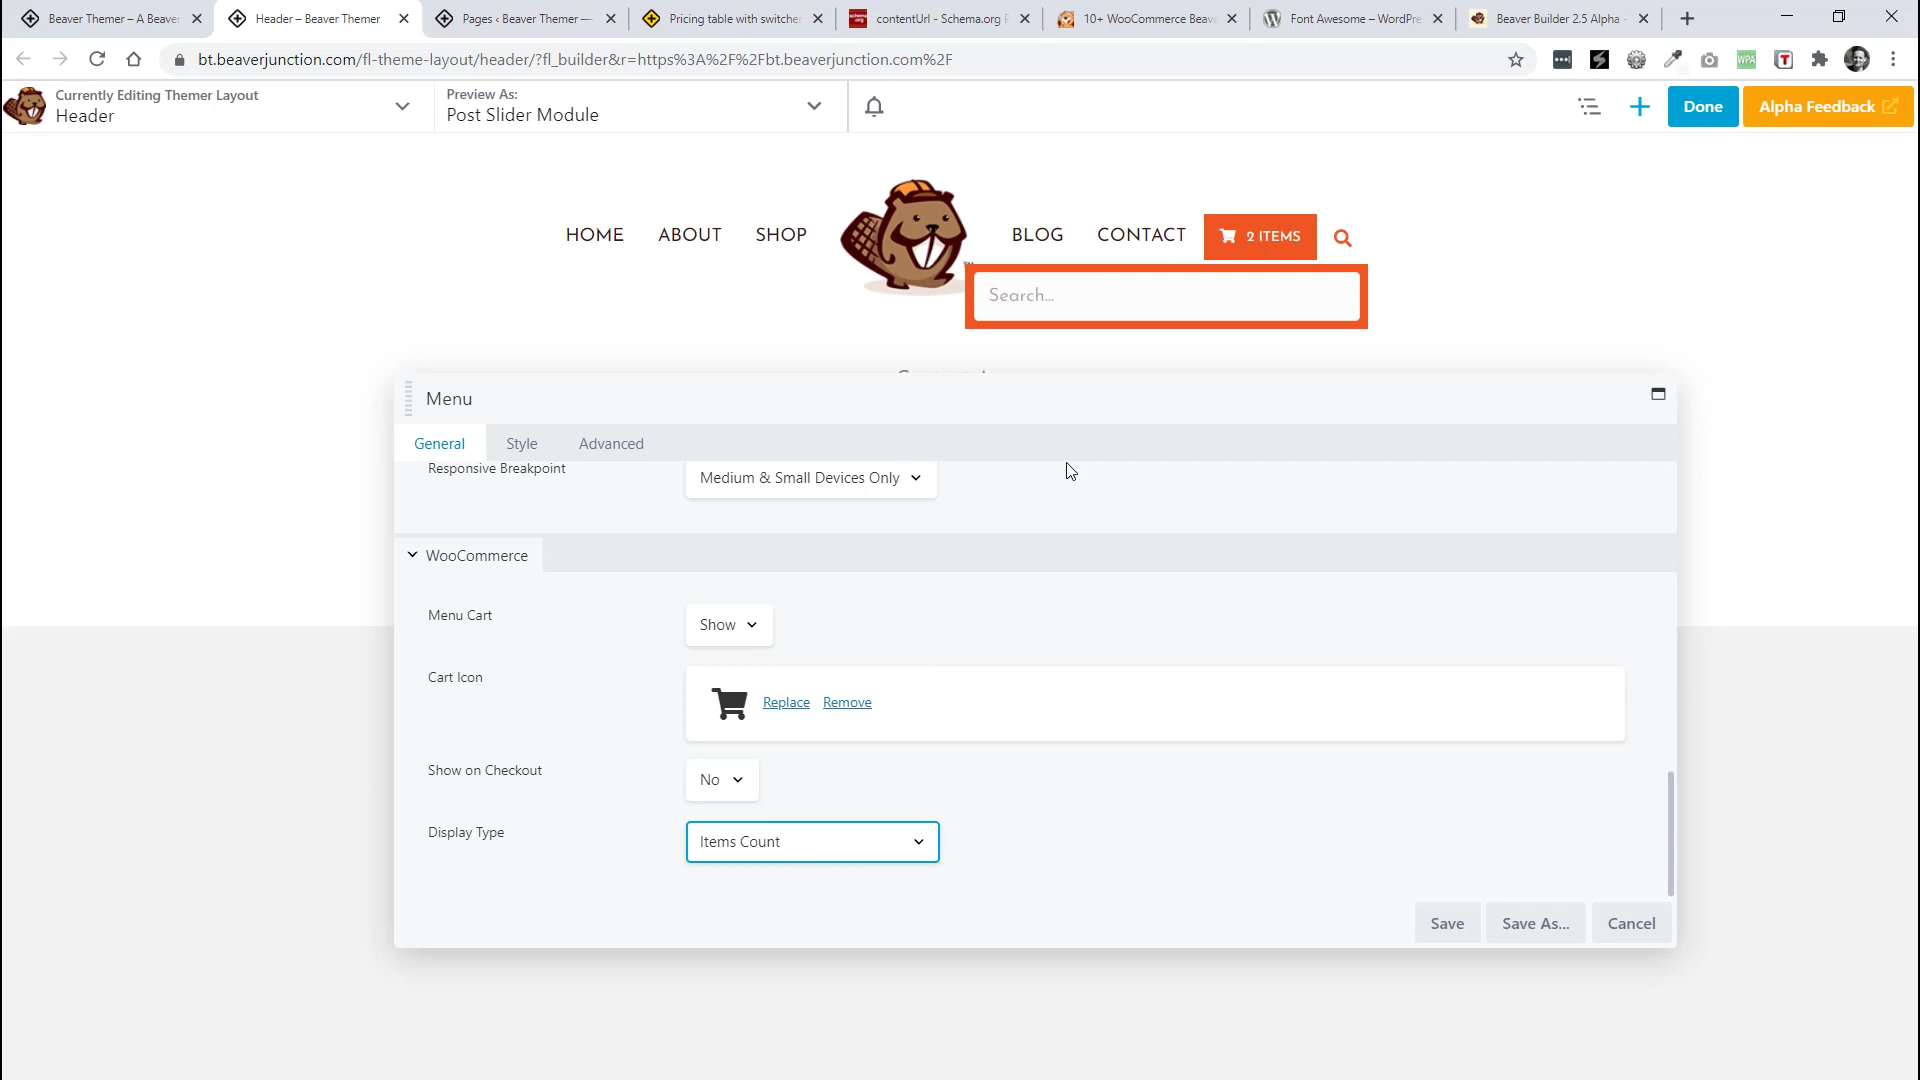 Beaver Themer – A Beaver
Header – Beaver Themer
Pages ‹ Beaver Themer —
Pricing table with switcher
contentUrl - Schema.org P
10+ WooCommerce Beave
Font Awesome – WordPre
Beaver Builder 2.5 Alpha -
bt.beaverjunction.com/fl-theme-layout/header/?fl_builder&r=https%3A%2F%2Fbt.beaverjunction.com%2F
WPA
T
Currently Editing Themer Layout
Header
Preview As:
Post Slider Module
Done
Alpha Feedback
HOME
ABOUT
SHOP
BLOG
CONTACT
2 ITEMS
Search...
Menu
General
Style
Advanced
Responsive Breakpoint
Medium & Small Devices Only
WooCommerce
Menu Cart
Show
Cart Icon
Replace
Remove
Show on Checkout
No
Display Type
Items Count
Save
Save As...
Cancel